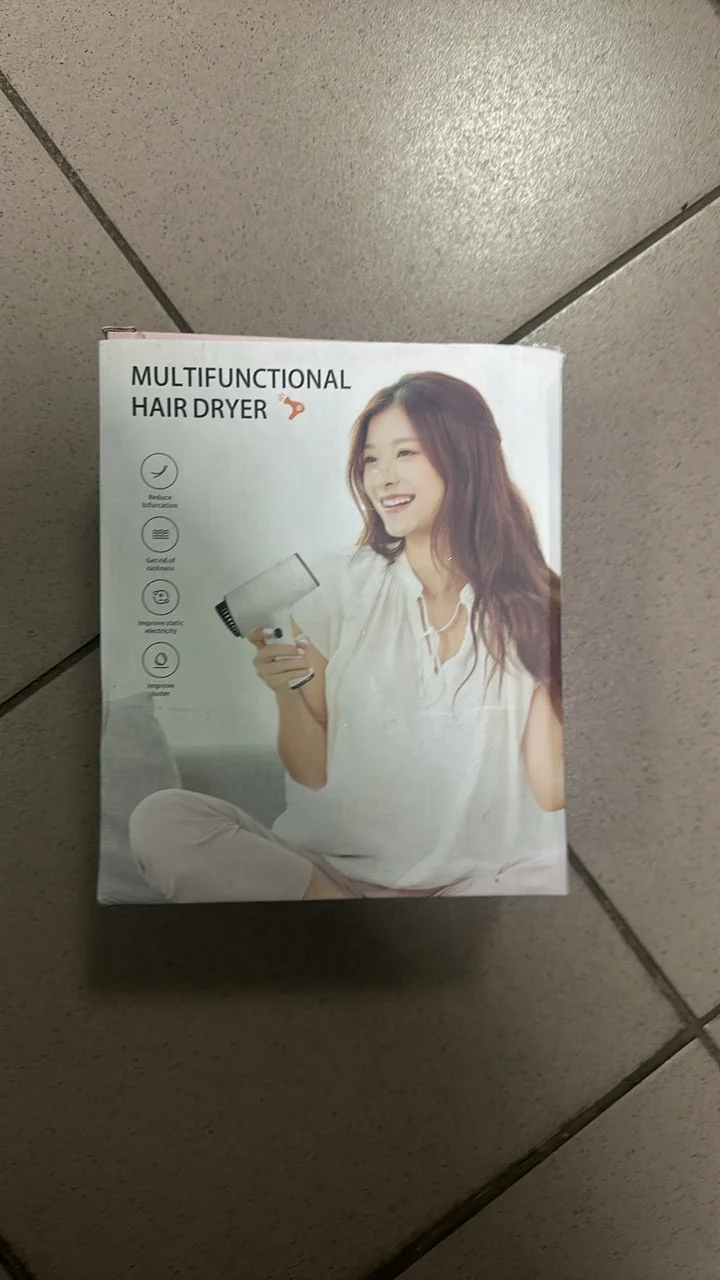 MULTIFUNCTIONAL
HAIR DRYER
Reduce
bifurcation
Get rid of
rashness
Improve static
electricity
Improve
luster